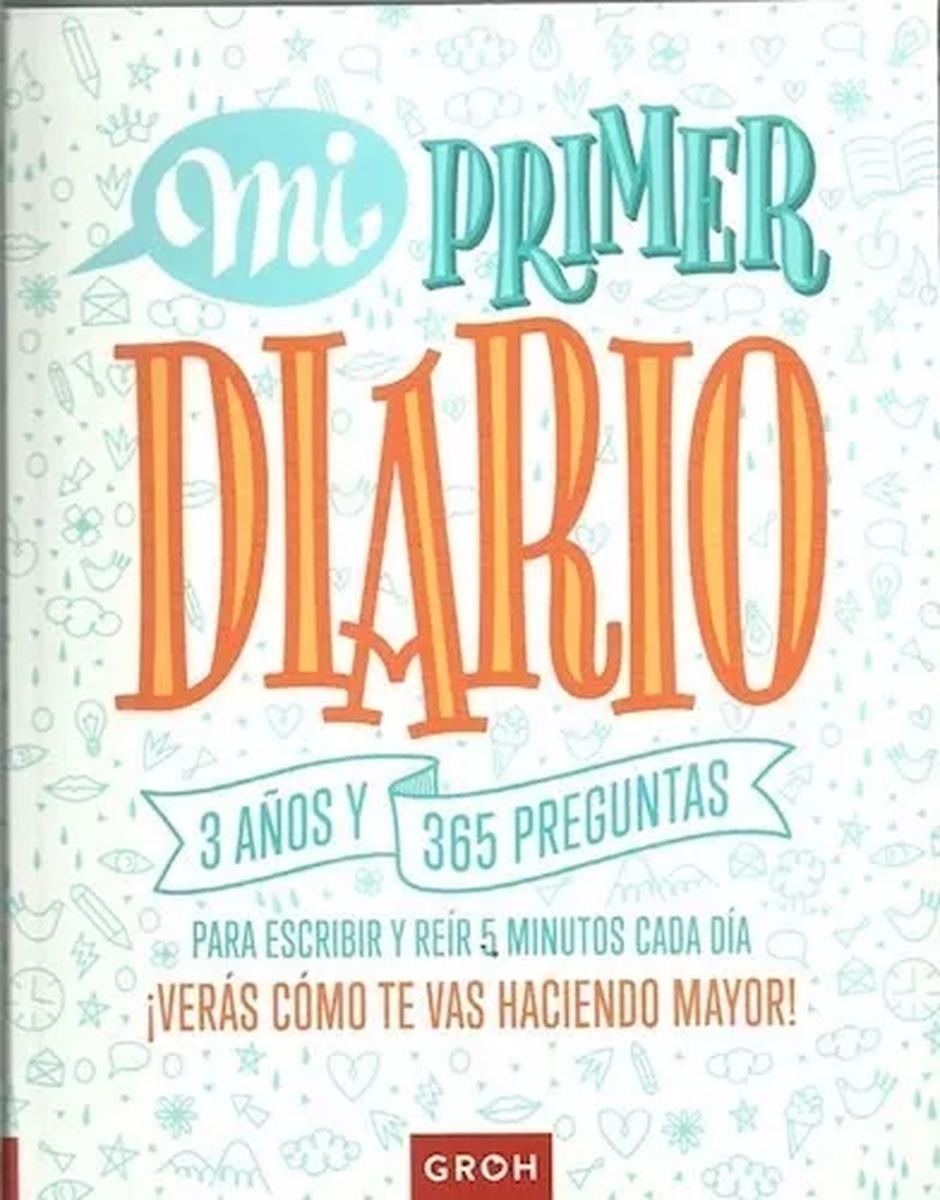 mi PRIMER
DIARIO
3 AÑOS Y 365 PREGUNTAS
PARA ESCRIBIR Y REÍR 5 MINUTOS CADA DÍA
¡VERÁS CÓMO TE VAS HACIENDO MAYOR!
GROH